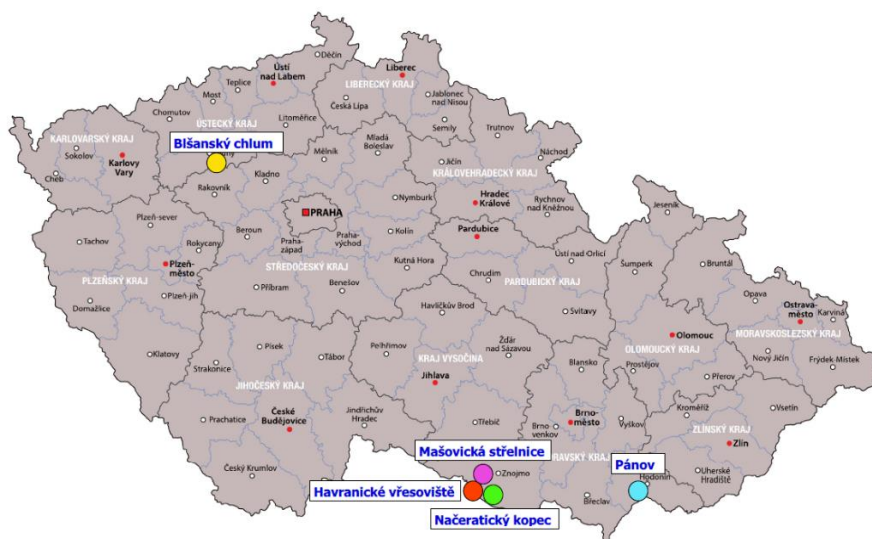 Děčín
Ústí
nad Labem
Liberec
Teplice
LIBERECKÝ KRAJ
Most
Česká Lípa
Jablonec
nad Nisou
Chomutov
ÚSTECKÝ KRAJ
Litoměřice
Semily
Trutnov
KARLOVARSKÝ KRAJ
Sokolov
Karlovy
Vary
Cheb
Blšanský chlum
Mělník
Mladá
Boleslav
Jičín
Náchod
KRÁLOVÉHRADECKÝ KRAJ
Rakovník
Kladno
Hradec
Králové
Rychnov
nad Kněžnou
Nymburk
PRAHA
Jeseník
Plzeň-sever
Rokycany
Beroun
Praha-
západ
Praha-
východ
Kolín
Pardubice
Tachov
Plzeň-
město
PLZEŇSKÝ KRAJ
STŘEDOČESKÝ KRAJ
Kutná Hora
Chrudim
Ústí nad Orlicí
PARDUBICKÝ KRAJ
Šumperk
Bruntál
Plzeň-jih
Příbram
Benešov
Domažlice
Havlíčkův Brod
Svitavy
Opava
Ostrava-
město
Karviná
MORAVSKOSLEZSKÝ KRAJ
Klatovy
Strakonice
Písek
Tábor
Pelhřimov
KRAJ VYSOČINA
Žďár
nad Sázavou
Jihlava
Blansko
Olomouc
OLOMOUCKÝ KRAJ
Prostějov
Přerov
Nový Jičín
Frýdek Místek
JIHOČESKÝ KRAJ
Prachatice
České
Budějovice
Jindřichův
Hradec
Třebíč
Brno-
město
Brno
venkov
Vyškov
Kroměříž
Vsetín
ZLÍNSKÝ KRAJ
Zlín
Český Krumlov
Mašovická střelnice
Znojmo
Pánov
Hodonín
Uherské
Hradiště
Havranické vřesoviště
Břeclav
Načeratický kopec